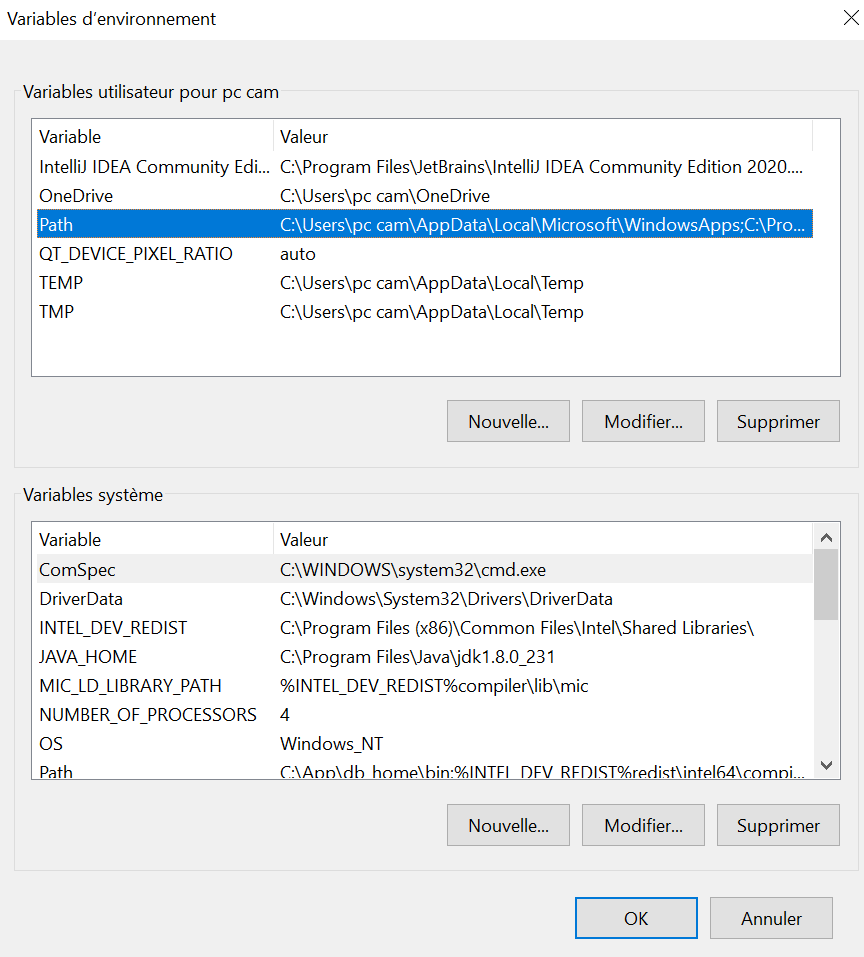 Variables d’environnement
Variables utilisateur pour pc cam
Variable Valeur
IntelliJ IDEA Community Edi... C:\Program Files\JetBrains\IntelliJ IDEA Community Edition 2020....
OneDrive C:\Users\pc cam\OneDrive
Path C:\Users\pc cam\AppData\Local\Microsoft\WindowsApps;C:\Pro...
QT_DEVICE_PIXEL_RATIO auto
TEMP C:\Users\pc cam\AppData\Local\Temp
TMP C:\Users\pc cam\AppData\Local\Temp
Nouvelle... Modifier... Supprimer
Variables système
Variable Valeur
ComSpec C:\WINDOWS\system32\cmd.exe
DriverData C:\Windows\System32\Drivers\DriverData
INTEL_DEV_REDIST C:\Program Files (x86)\Common Files\Intel\Shared Libraries\
JAVA_HOME C:\Program Files\Java\jdk1.8.0_231
MIC_LD_LIBRARY_PATH %INTEL_DEV_REDIST%compiler\lib\mic
NUMBER_OF_PROCESSORS 4
OS Windows_NT
Path C:\App\db_home\bin;%INTEL_DEV_REDIST%redist\intel64\compi...
Nouvelle... Modifier... Supprimer
OK Annuler